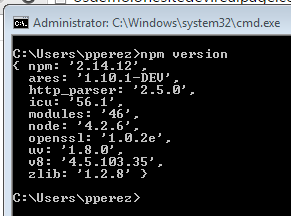 Administrator: C:\Windows\system32\cmd.exe
C:\Users\pperez>npm version
{ npm: '2.14.12',
ares: '1.10.1-DEV',
http_parser: '2.5.0',
icu: '56.1',
modules: '46',
node: '4.2.6',
openssl: '1.0.2e',
uv: '1.8.0',
v8: '4.5.103.35',
zlib: '1.2.8' }
C:\Users\pperez>